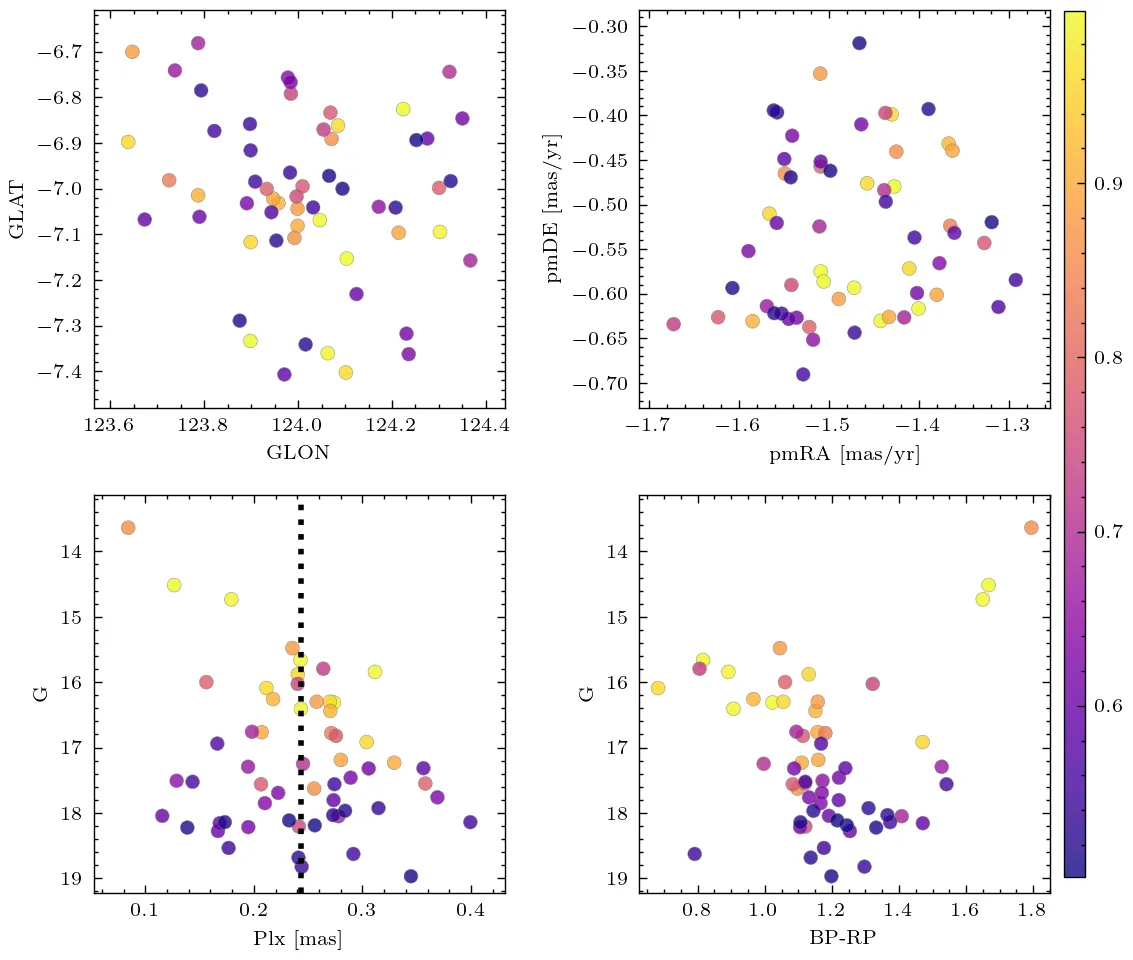 −6.7
−6.8
−6.9
−7.0
−7.1
−7.2
−7.3
−7.4
GLAT
123.6 123.8 124.0 124.2 124.4
GLON
−0.30
−0.35
−0.40
−0.45
−0.50
−0.55
−0.60
−0.65
−0.70
pmDE [mas/yr]
−1.7 −1.6 −1.5 −1.4 −1.3
pmRA [mas/yr]
0.9
0.8
0.7
0.6
14
15
16
17
18
19
G
0.1 0.2 0.3 0.4
Plx [mas]
14
15
16
17
18
19
G
0.8 1.0 1.2 1.4 1.6 1.8
BP-RP